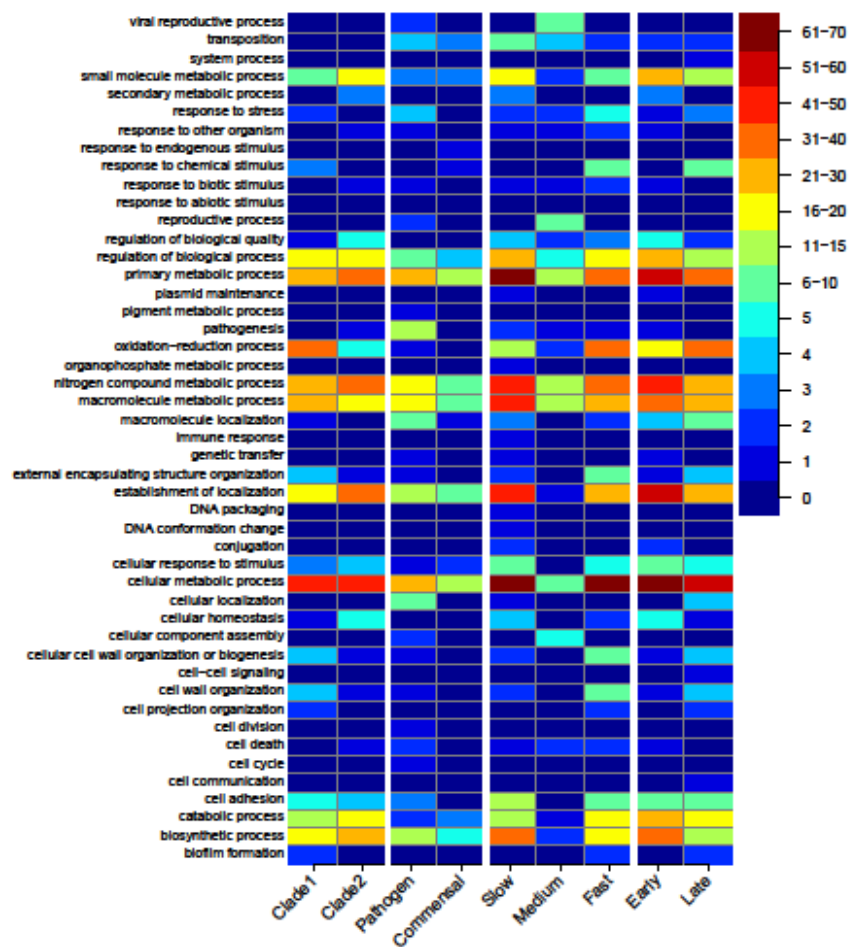 viral reproductive process
transposition
system process
small molecule metabolic process
secondary metabolic process
response to stress
response to other organism
response to endogenous stimulus
response to chemical stimulus
response to biotic stimulus
response to abiotic stimulus
reproductive process
regulation of biological quality
regulation of biological process
primary metabolic process
plasmid maintenance
pigment metabolic process
pathogenesis
oxidation-reduction process
organophosphate metabolic process
nitrogen compound metabolic process
macromolecule metabolic process
macromolecule localization
immune response
genetic transfer
external encapsulating structure organization
establishment of localization
DNA packaging
DNA conformation change
conjugation
cellular response to stimulus
cellular metabolic process
cellular localization
cellular homeostasis
cellular component assembly
cellular cell wall organization or biogenesis
cell-cell signaling
cell wall organization
cell projection organization
cell division
cell death
cell cycle
cell communication
cell adhesion
catabolic process
biosynthetic process
biofilm formation
Clade1
Clade2
Pathogen
Commensal
Slow
Medium
Fast
Early
Late
61-70
51-60
41-50
31-40
21-30
16-20
11-15
6-10
5
4
3
2
1
0